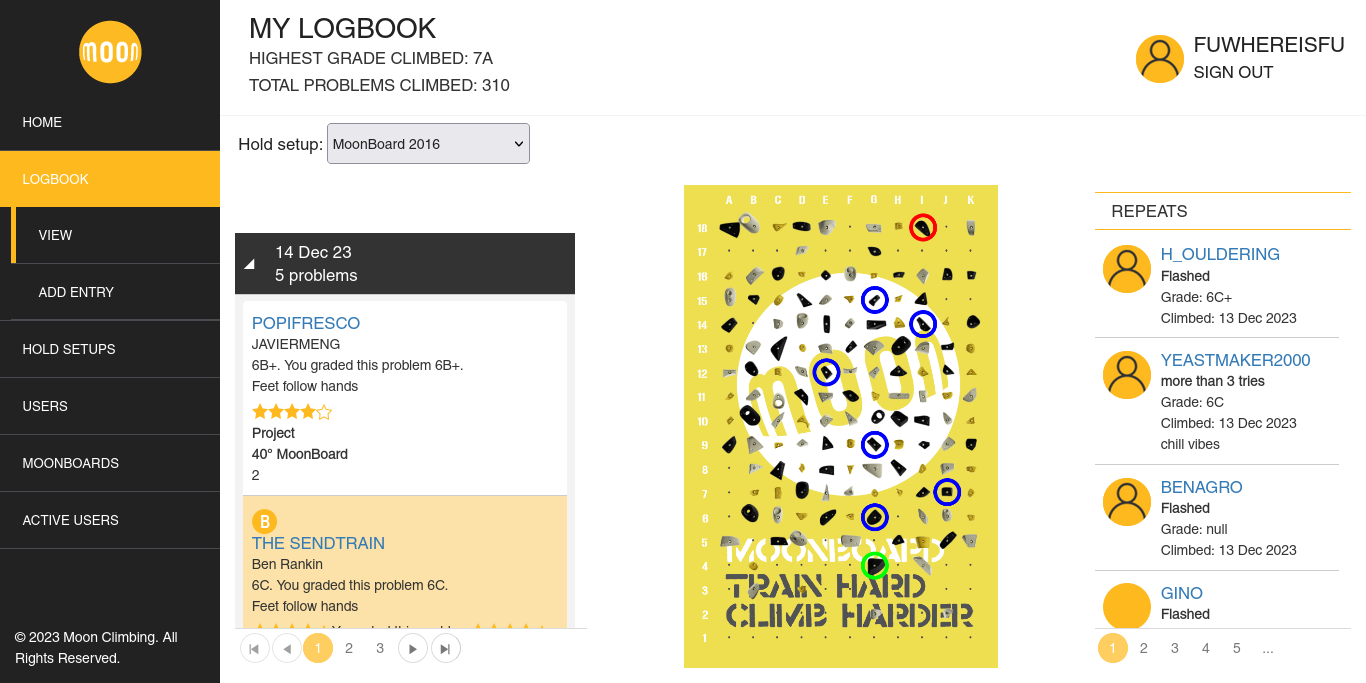 moon
HOME
LOGBOOK
VIEW
ADD ENTRY
HOLD SETUPS
USERS
MOONBOARDS
ACTIVE USERS
© 2023 Moon Climbing. All
Rights Reserved.
MY LOGBOOK
HIGHEST GRADE CLIMBED: 7A
TOTAL PROBLEMS CLIMBED: 310
FUWHEREISFU
SIGN OUT
Hold setup: MoonBoard 2016
14 Dec 23
5 problems
POPIFRESCO
JAVIERMENG
6B+. You graded this problem 6B+.
Feet follow hands
Project
40° MoonBoard
2
B
THE SENDTRAIN
Ben Rankin
6C. You graded this problem 6C.
Feet follow hands
1 2 3
A B C D E F G H I J K
18
17
16
15
14
13
12
11
10
9
8
7
6
5
4
3
2
1
moon
MOONBOARD
TRAIN HARD
CLIMB HARDER
REPEATS
H_OULDERING
Flashed
Grade: 6C+
Climbed: 13 Dec 2023
YEASTMAKER2000
more than 3 tries
Grade: 6C
Climbed: 13 Dec 2023
chill vibes
BENAGRO
Flashed
Grade: null
Climbed: 13 Dec 2023
GINO
Flashed
1 2 3 4 5 ...